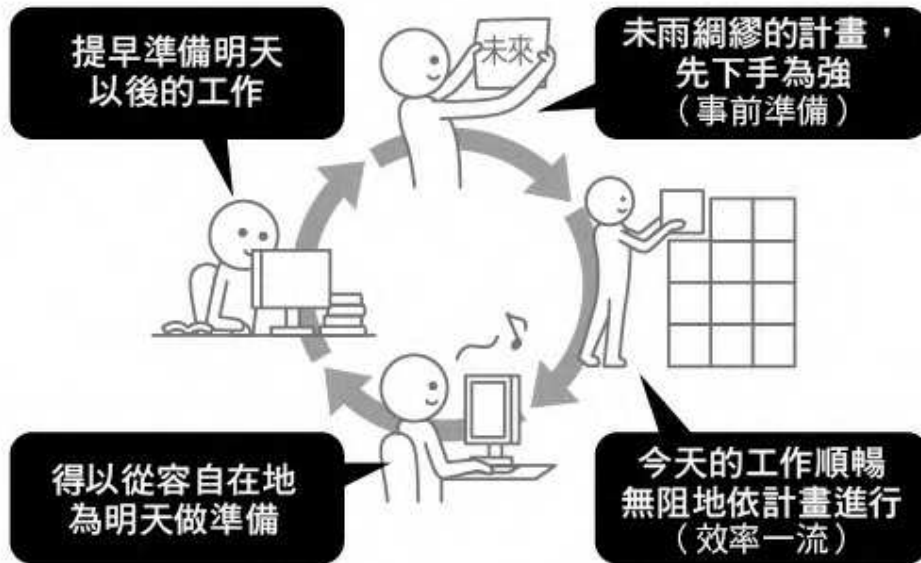 提早準備明天
以後的工作
未來
未雨綢繆的計畫，
先下手為強
（事前準備）
得以從容自在地
為明天做準備
今天的工作順暢
無阻地依計畫進行
（效率一流）